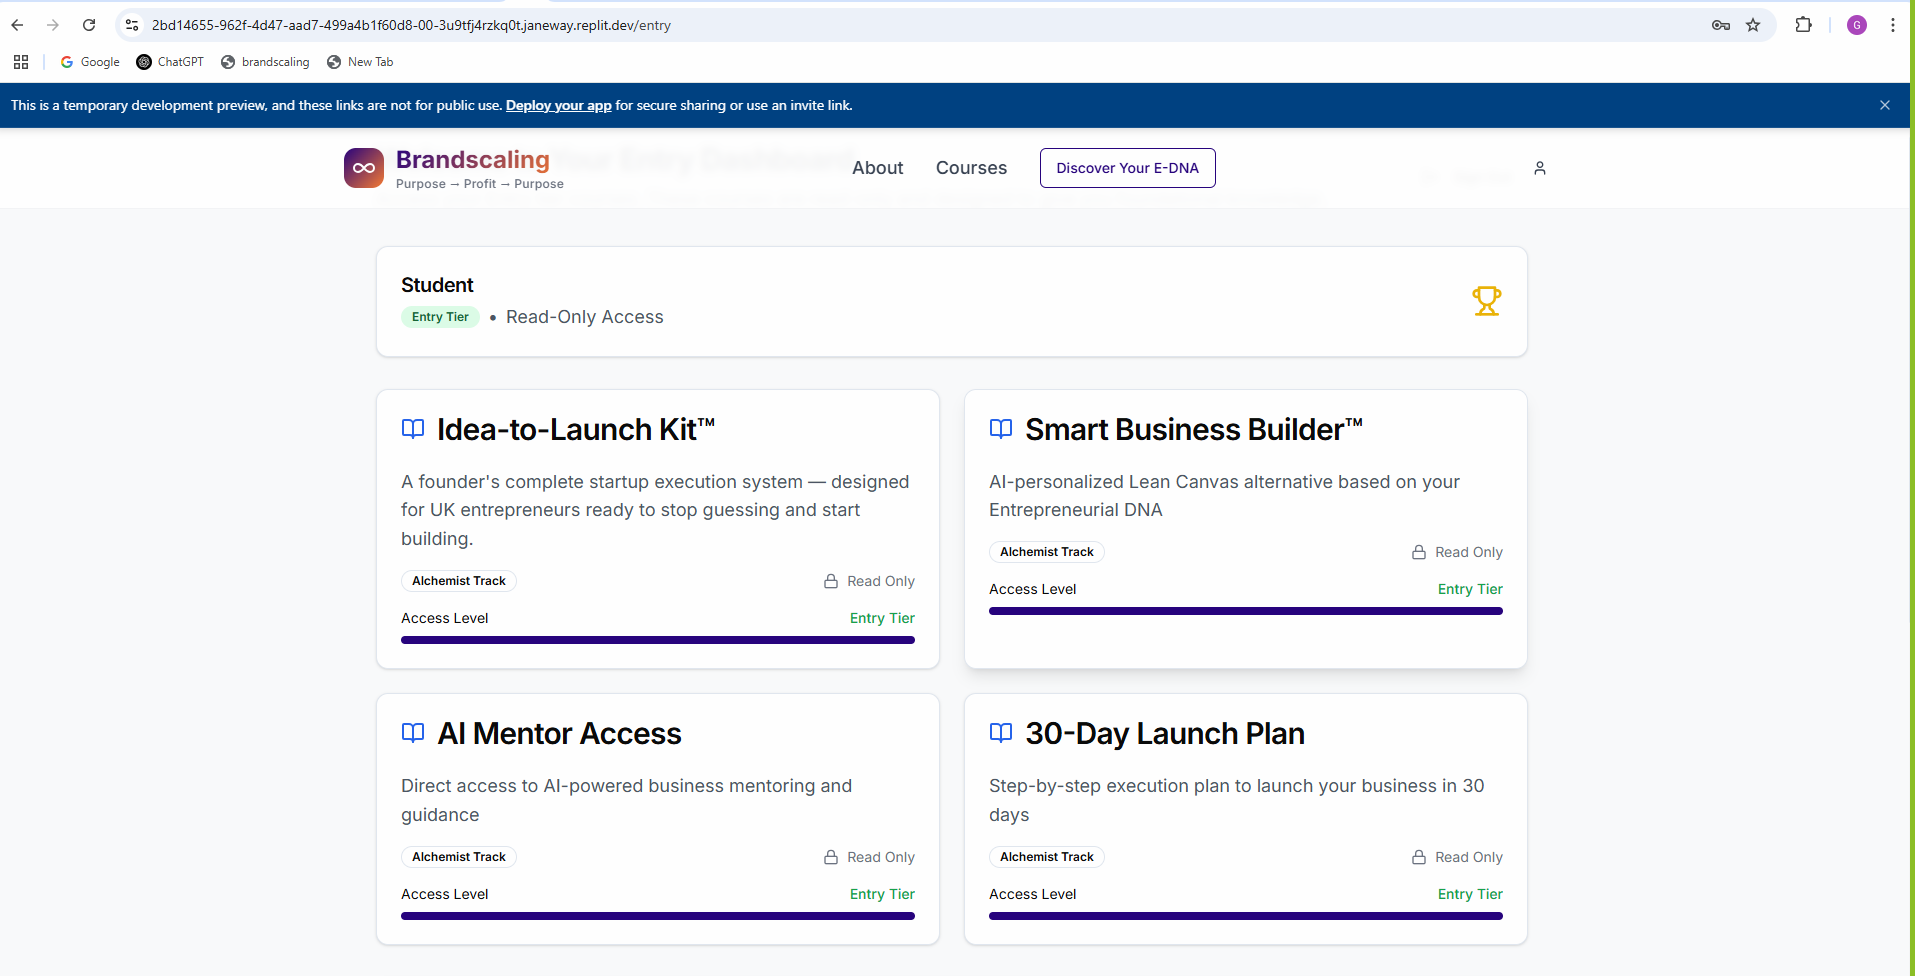 2bd14655-962f-4d47-aad7-499a4b1f60d8-00-3u9tfj4rzkq0t.janeway.replit.dev/entry
G
Google
ChatGPT
brandscaling
New Tab
This is a temporary development preview, and these links are not for public use. Deploy your app for secure sharing or use an invite link.
Brandscaling
Purpose → Profit → Purpose
About
Courses
Discover Your E-DNA
Your Entry Dashboard
Student
Entry Tier • Read-Only Access
Idea-to-Launch Kit™
A founder's complete startup execution system — designed
for UK entrepreneurs ready to stop guessing and start
building.
Alchemist Track
Read Only
Access Level
Entry Tier
Smart Business Builder™
AI-personalized Lean Canvas alternative based on your
Entrepreneurial DNA
Alchemist Track
Read Only
Access Level
Entry Tier
AI Mentor Access
Direct access to AI-powered business mentoring and
guidance
Alchemist Track
Read Only
Access Level
Entry Tier
30-Day Launch Plan
Step-by-step execution plan to launch your business in 30
days
Alchemist Track
Read Only
Access Level
Entry Tier